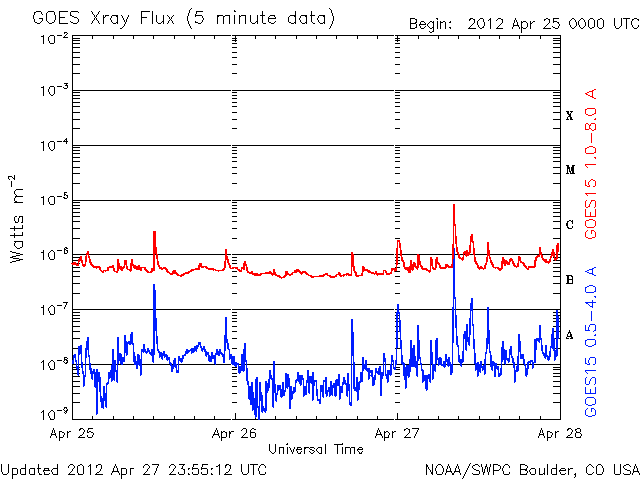 GOES Xray Flux (5 minute data)
Begin: 2012 Apr 25 0000 UTC
10⁻²
10⁻³
10⁻⁴
10⁻⁵
10⁻⁶
10⁻⁷
10⁻⁸
10⁻⁹
Watts m⁻²
X
M
C
B
A
GOES15 1.0-8.0 A
GOES15 0.5-4.0 A
Apr 25
Apr 26
Apr 27
Apr 28
Universal Time
Updated 2012 Apr 27 23:55:12 UTC
NOAA/SWPC Boulder, CO USA